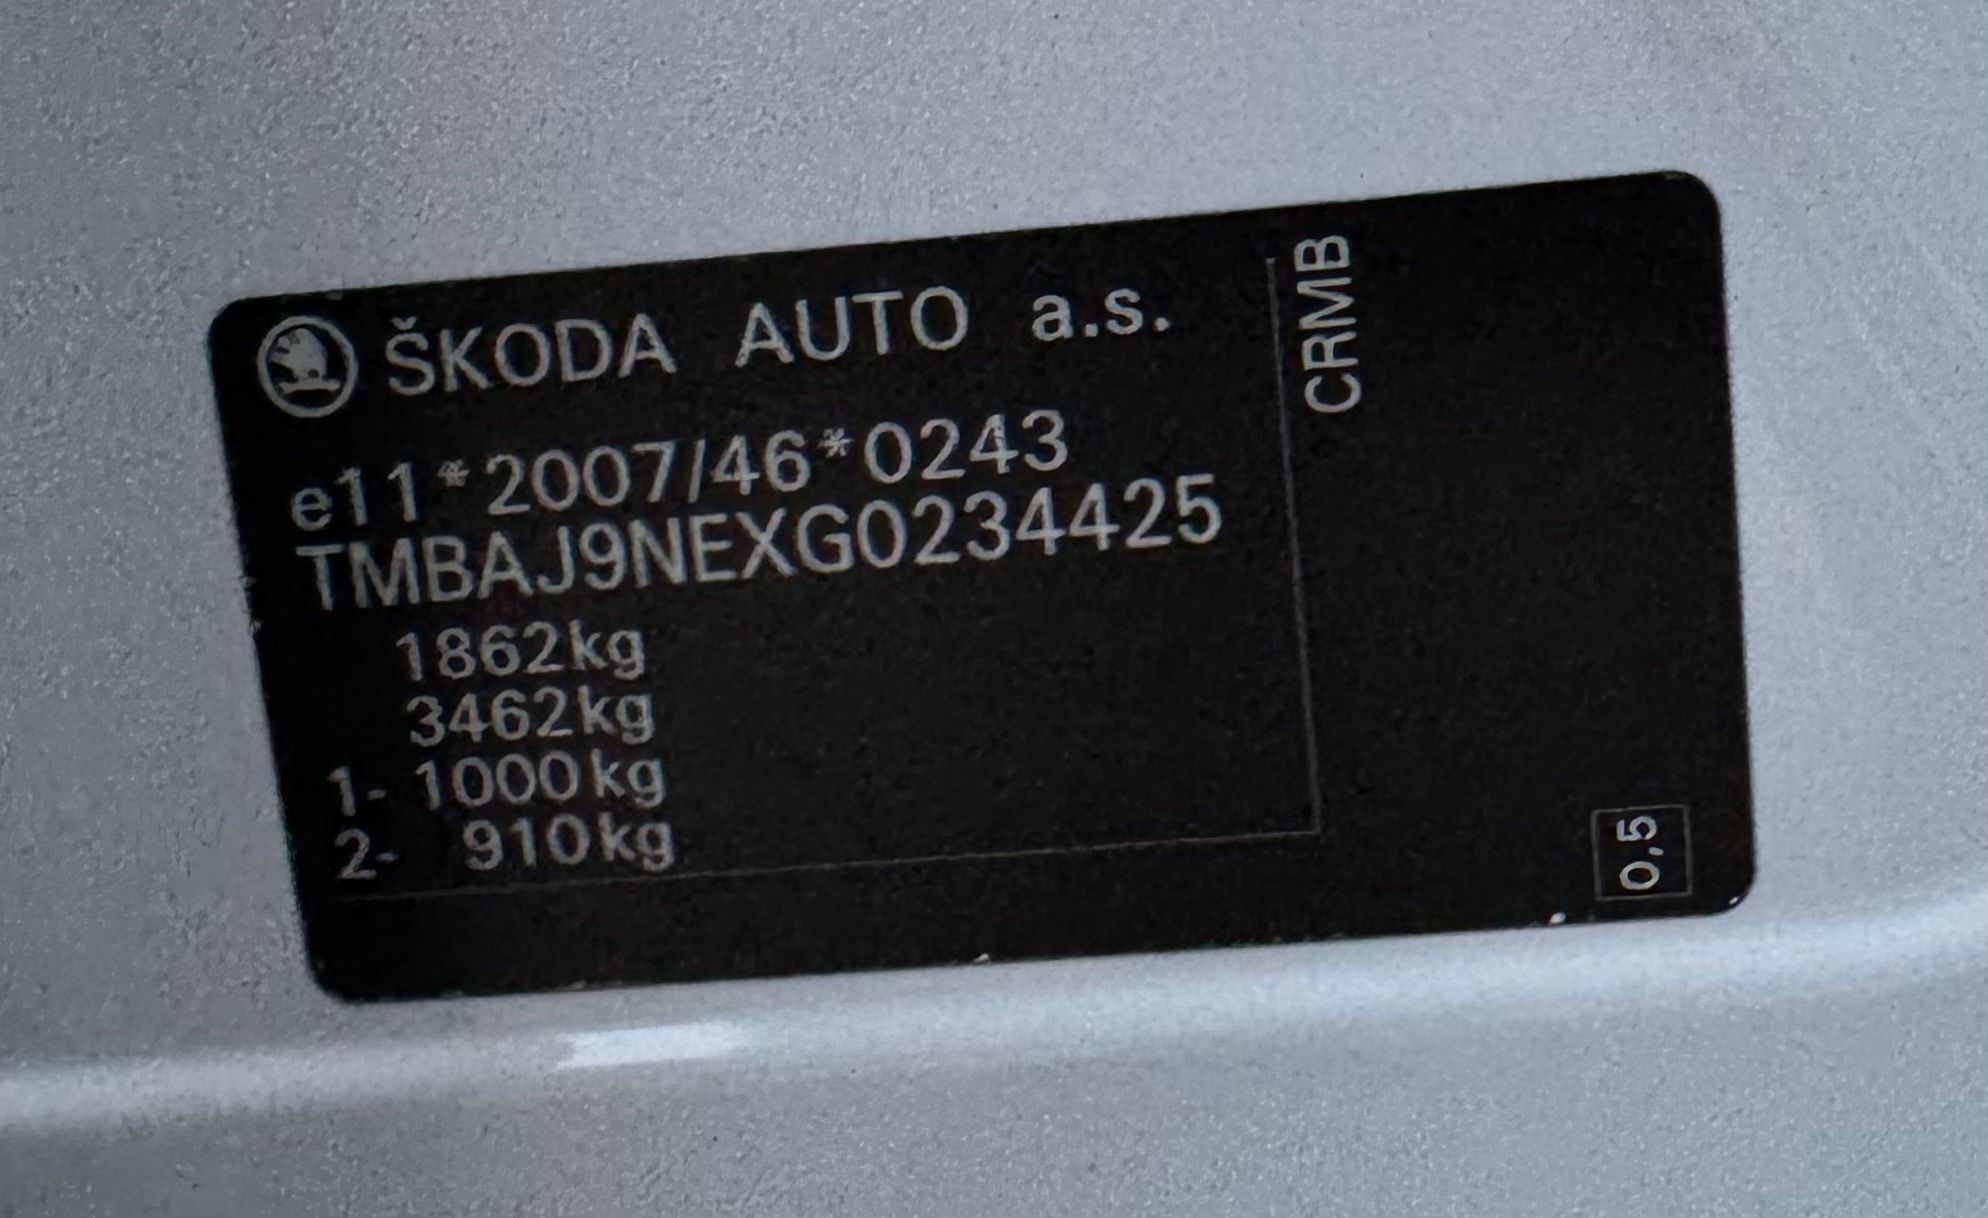 ŠKODA AUTO a.s.
e11*2007/46*0243
TMBAJ9NEXG0234425
1862kg
3462kg
1- 1000kg
2- 910kg
CRMB
0,5